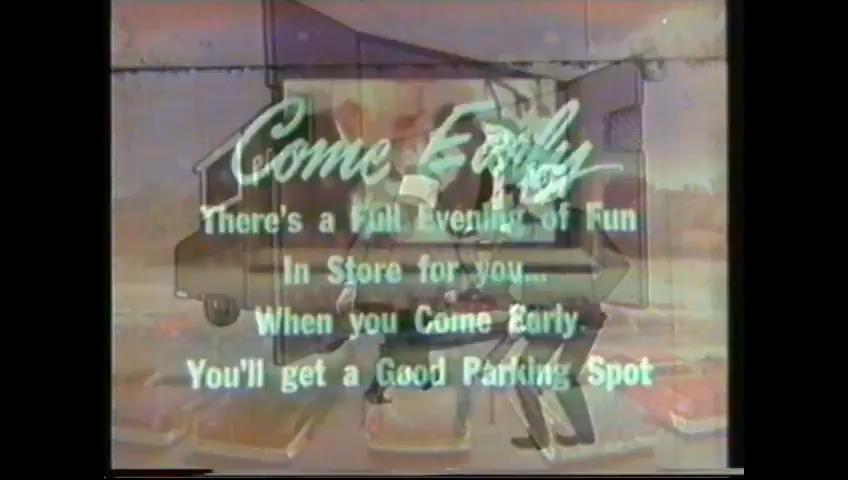 Come Early
There's a Full Evening of Fun
In Store for you...
When you Come Early.
You'll get a Good Parking Spot